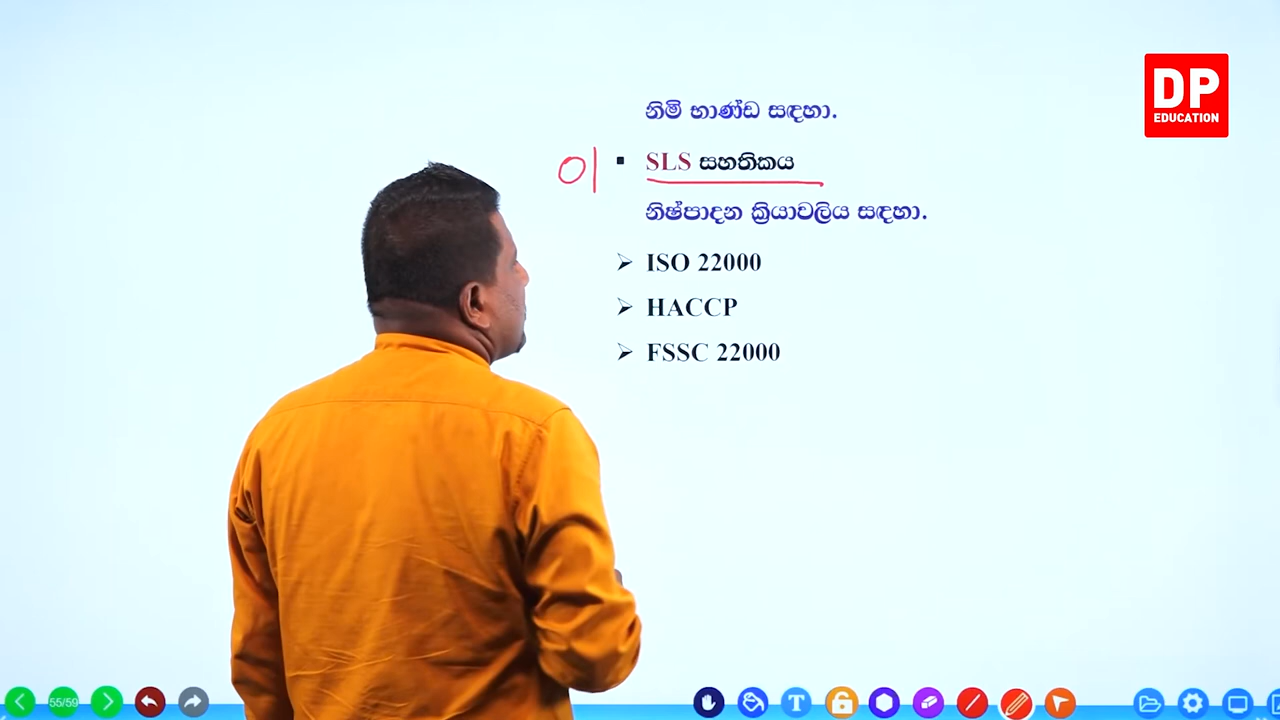 DP
EDUCATION
නිමි භාණ්ඩ සඳහා.
01 ▪ SLS සහතිකය
නිෂ්පාදන ක්‍රියාවලිය සඳහා.
➢ ISO 22000
➢ HACCP
➢ FSSC 22000
55/59
T